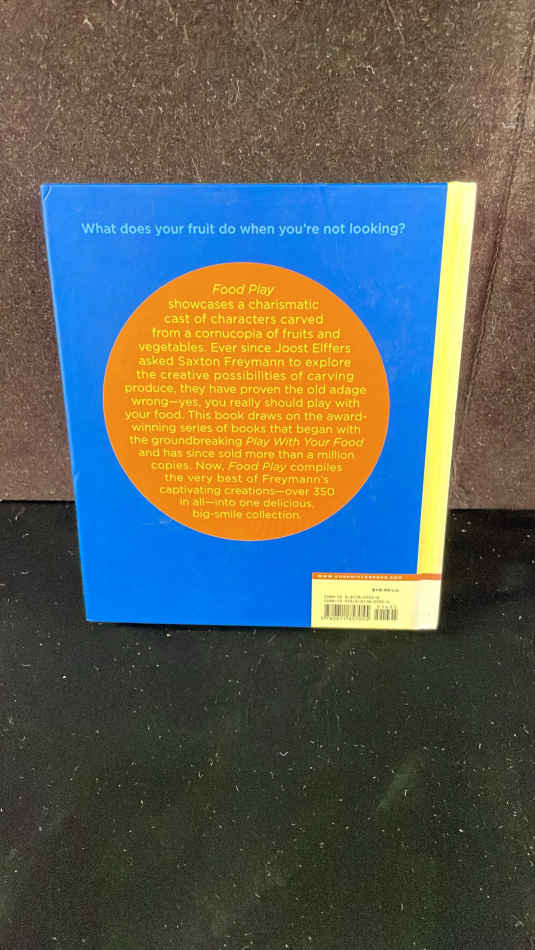 What does your fruit do when you're not looking?
Food Play
showcases a charismatic
cast of characters carved
from a cornucopia of fruits and
vegetables. Ever since Joost Elffers
asked Saxton Freymann to explore
the creative possibilities of carving
produce, they have proven the old adage
wrong—yes, you really should play with
your food. This book draws on the award-
winning series of books that began with
the groundbreaking Play With Your Food
and has since sold more than a million
copies. Now, Food Play compiles
the very best of Freymann's
captivating creations—over 350
in all—into one delicious,
big-smile collection.